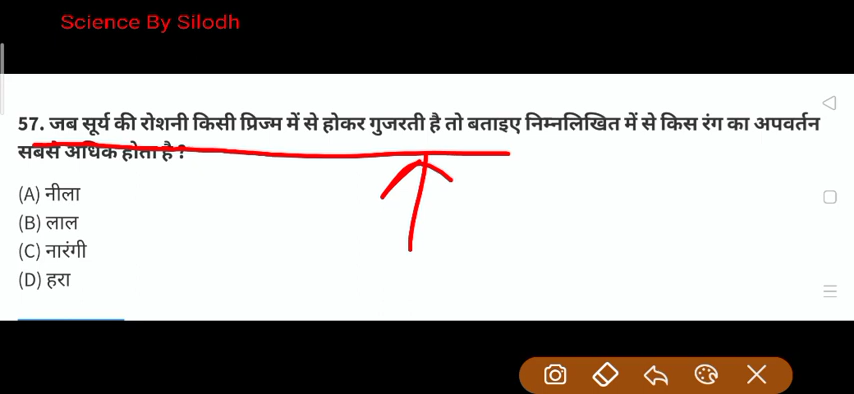 Science By Silodh
57. जब सूर्य की रोशनी किसी प्रिज्म में से होकर गुजरती है तो बताइए निम्नलिखित में से किस रंग का अपवर्तन
सबसे अधिक होता है ?
(A) नीला
(B) लाल
(C) नारंगी
(D) हरा